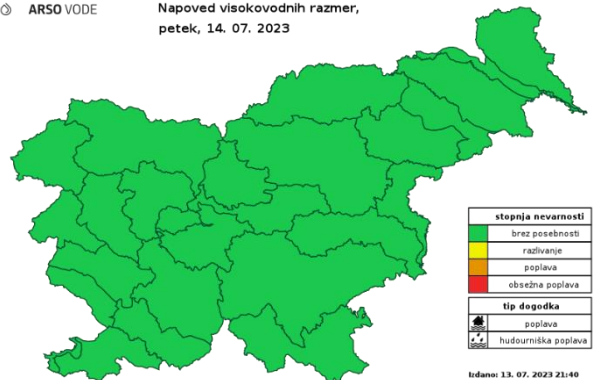 ARSO VODE
Napoved visokovodnih razmer,
petek, 14. 07. 2023
stopnja nevarnosti
brez posebnosti
razlivanje
poplava
obsežna poplava
tip dogodka
poplava
hudourniška poplava
Izdano: 13. 07. 2023 21:40